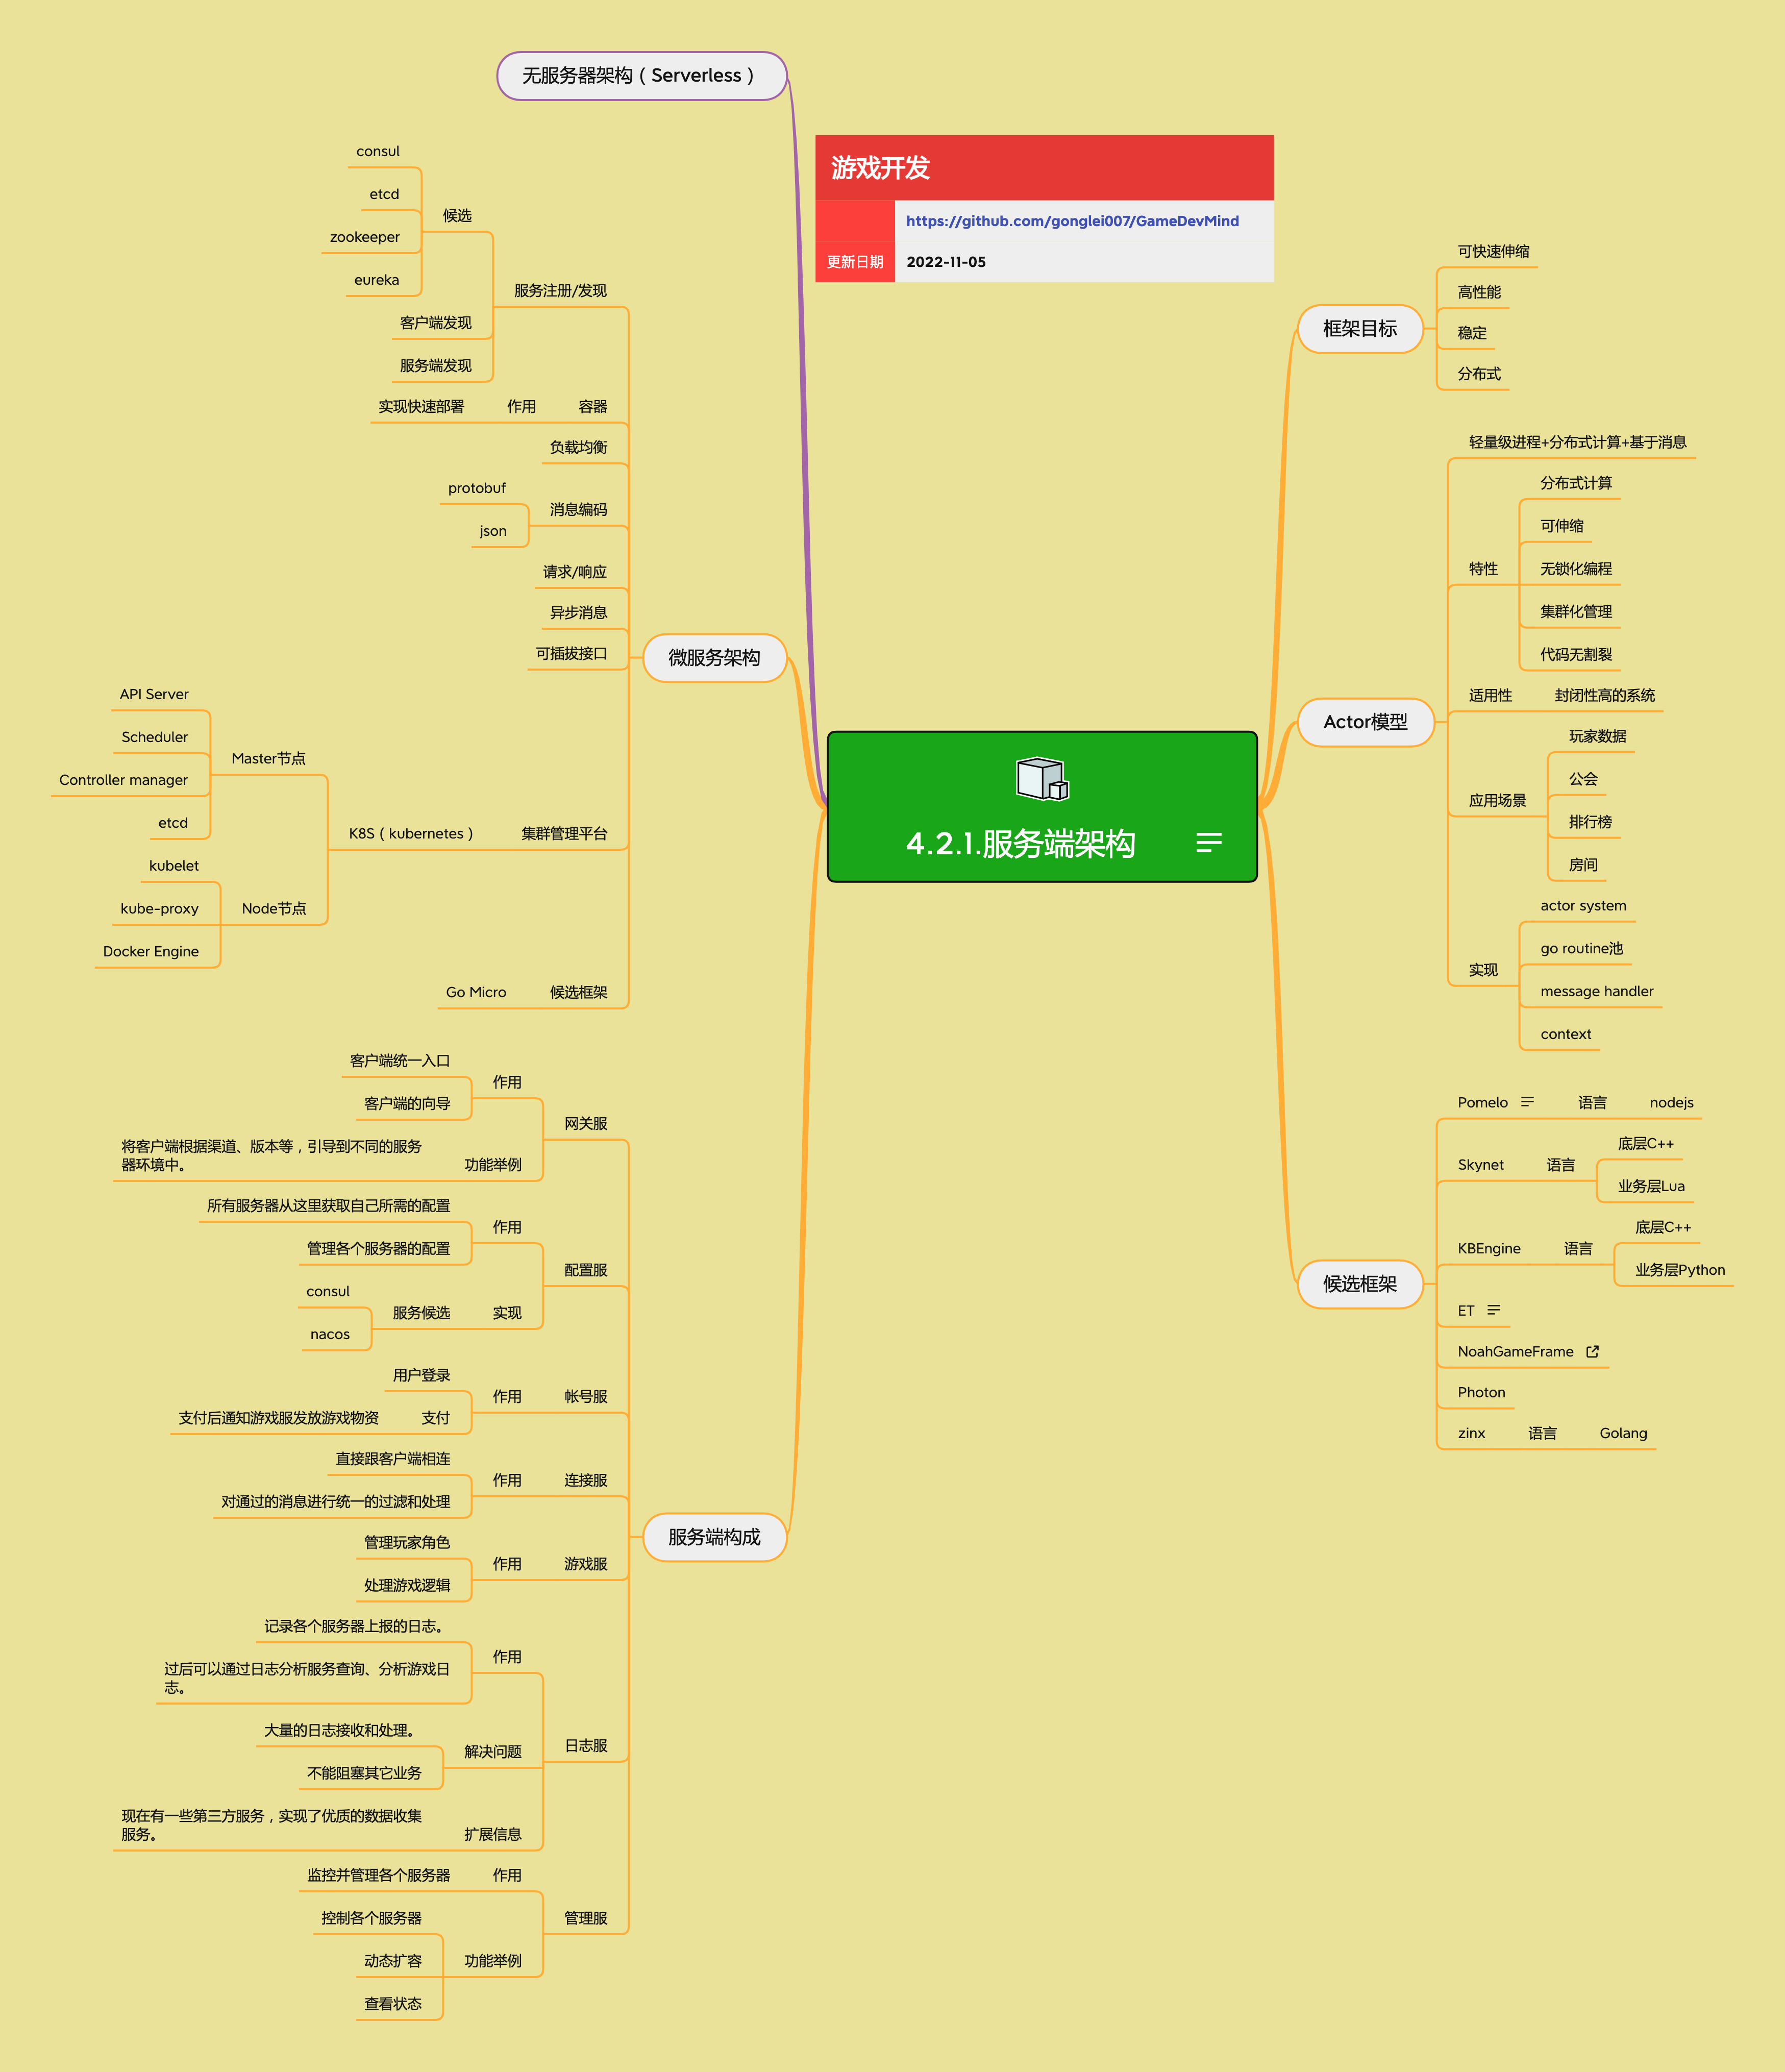 无服务器架构（Serverless）
游戏开发
https://github.com/gonglei007/GameDevMind
更新日期
2022-11-05
4.2.1.服务端架构
框架目标
可快速伸缩
高性能
稳定
分布式
Actor模型
轻量级进程+分布式计算+基于消息
特性
分布式计算
可伸缩
无锁化编程
集群化管理
代码无割裂
适用性
封闭性高的系统
应用场景
玩家数据
公会
排行榜
房间
实现
actor system
go routine池
message handler
context
候选框架
Pomelo
语言
nodejs
Skynet
语言
底层C++
业务层Lua
KBEngine
语言
底层C++
业务层Python
ET
NoahGameFrame
Photon
zinx
语言
Golang
微服务架构
服务注册/发现
候选
consul
etcd
zookeeper
eureka
客户端发现
服务端发现
容器
作用
实现快速部署
负载均衡
消息编码
protobuf
json
请求/响应
异步消息
可插拔接口
集群管理平台
K8S（kubernetes）
Master节点
API Server
Scheduler
Controller manager
etcd
Node节点
kubelet
kube-proxy
Docker Engine
候选框架
Go Micro
服务端构成
网关服
作用
客户端统一入口
客户端的向导
功能举例
将客户端根据渠道、版本等，引导到不同的服务
器环境中。
配置服
作用
所有服务器从这里获取自己所需的配置
管理各个服务器的配置
实现
服务候选
consul
nacos
帐号服
作用
用户登录
支付
支付后通知游戏服发放游戏物资
连接服
作用
直接跟客户端相连
对通过的消息进行统一的过滤和处理
游戏服
作用
管理玩家角色
处理游戏逻辑
日志服
作用
记录各个服务器上报的日志。
过后可以通过日志分析服务查询、分析游戏日
志。
解决问题
大量的日志接收和处理。
不能阻塞其它业务
扩展信息
现在有一些第三方服务，实现了优质的数据收集
服务。
管理服
作用
监控并管理各个服务器
功能举例
控制各个服务器
动态扩容
查看状态